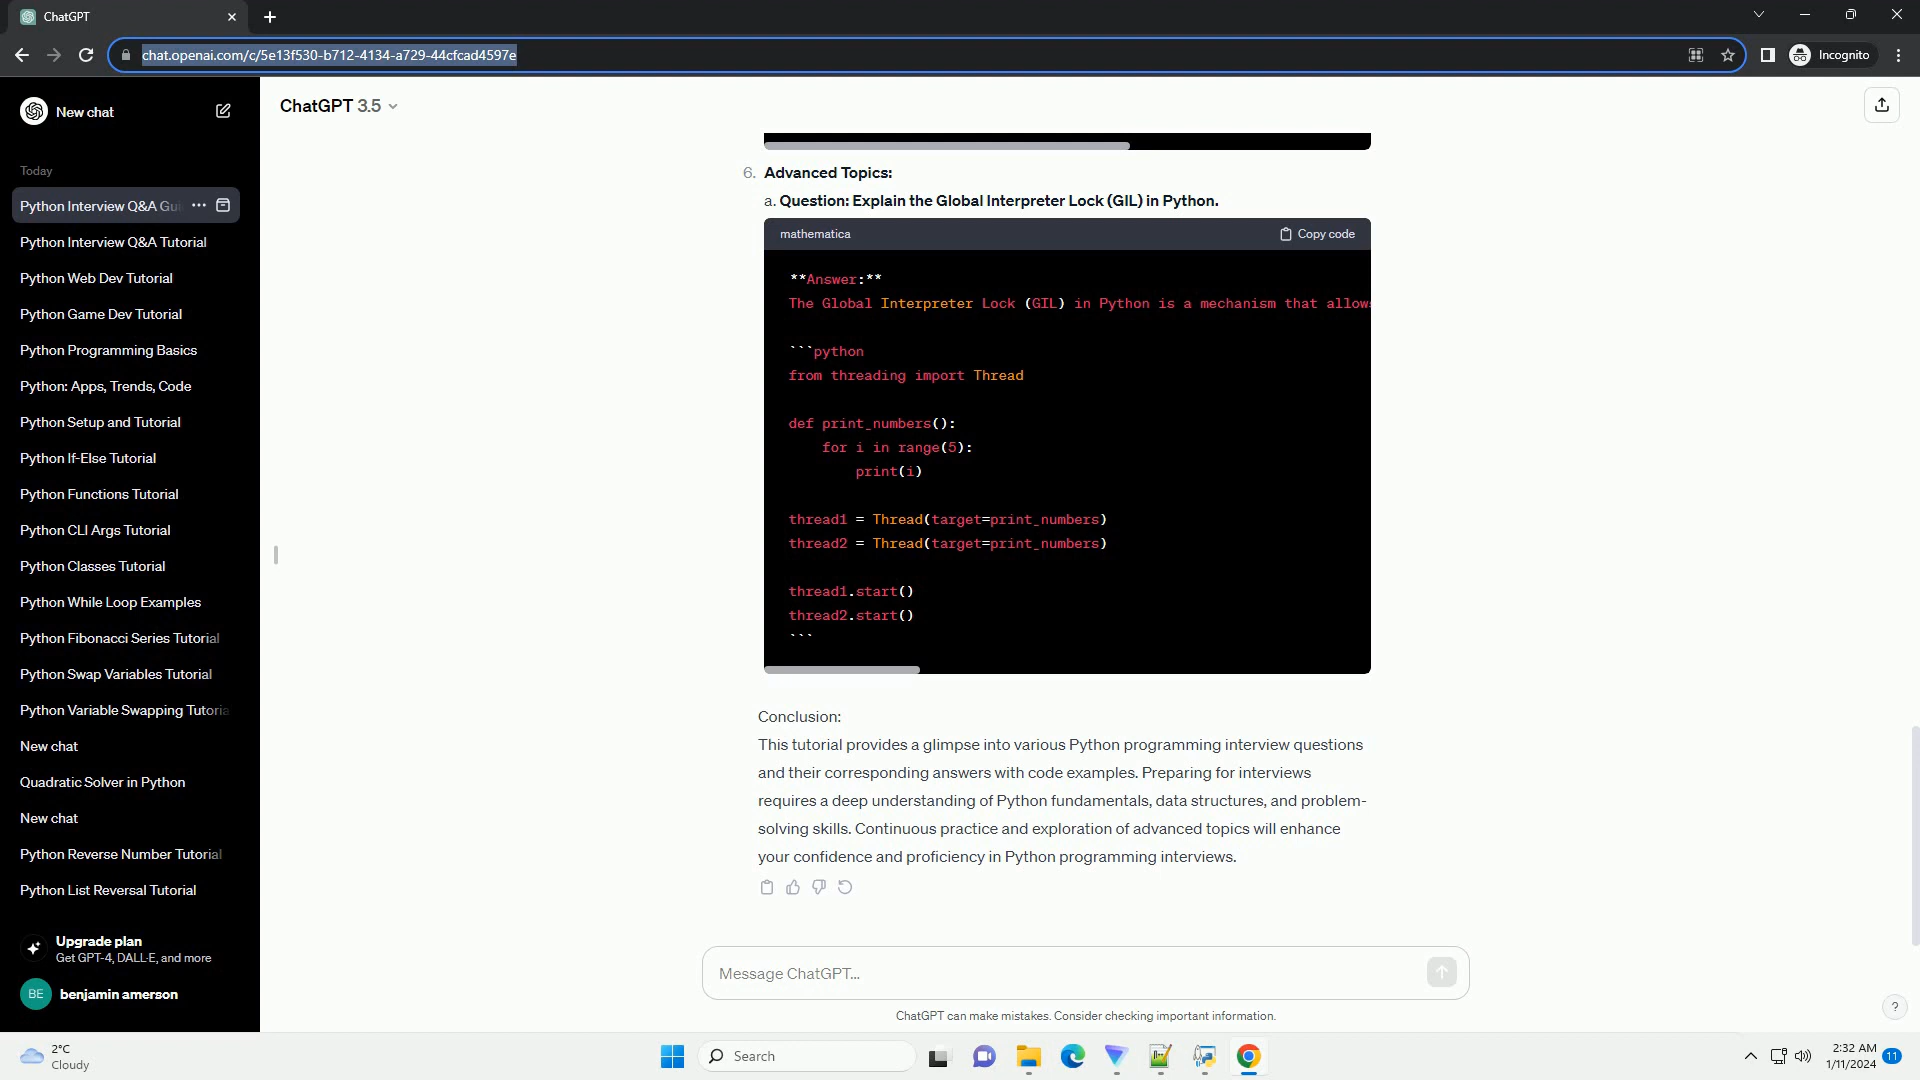 ChatGPT
chat.openai.com/c/5e13f530-b712-4134-a729-44cfcad4597e
Incognito
New chat
Today
Python Interview Q&A Gui
Python Interview Q&A Tutorial
Python Web Dev Tutorial
Python Game Dev Tutorial
Python Programming Basics
Python: Apps, Trends, Code
Python Setup and Tutorial
Python If-Else Tutorial
Python Functions Tutorial
Python CLI Args Tutorial
Python Classes Tutorial
Python While Loop Examples
Python Fibonacci Series Tutorial
Python Swap Variables Tutorial
Python Variable Swapping Tutoria
New chat
Quadratic Solver in Python
New chat
Python Reverse Number Tutorial
Python List Reversal Tutorial
Upgrade plan
Get GPT-4, DALL·E, and more
BE benjamin amerson
ChatGPT 3.5
6. Advanced Topics:
a. Question: Explain the Global Interpreter Lock (GIL) in Python.
mathematica
Copy code
**Answer:**
The Global Interpreter Lock (GIL) in Python is a mechanism that allows
```python
from threading import Thread
def print_numbers():
for i in range(5):
print(i)
thread1 = Thread(target=print_numbers)
thread2 = Thread(target=print_numbers)
thread1.start()
thread2.start()
```
Conclusion:
This tutorial provides a glimpse into various Python programming interview questions
and their corresponding answers with code examples. Preparing for interviews
requires a deep understanding of Python fundamentals, data structures, and problem-
solving skills. Continuous practice and exploration of advanced topics will enhance
your confidence and proficiency in Python programming interviews.
Message ChatGPT...
ChatGPT can make mistakes. Consider checking important information.
?
2°C
Cloudy
Search
2:32 AM
1/11/2024
11